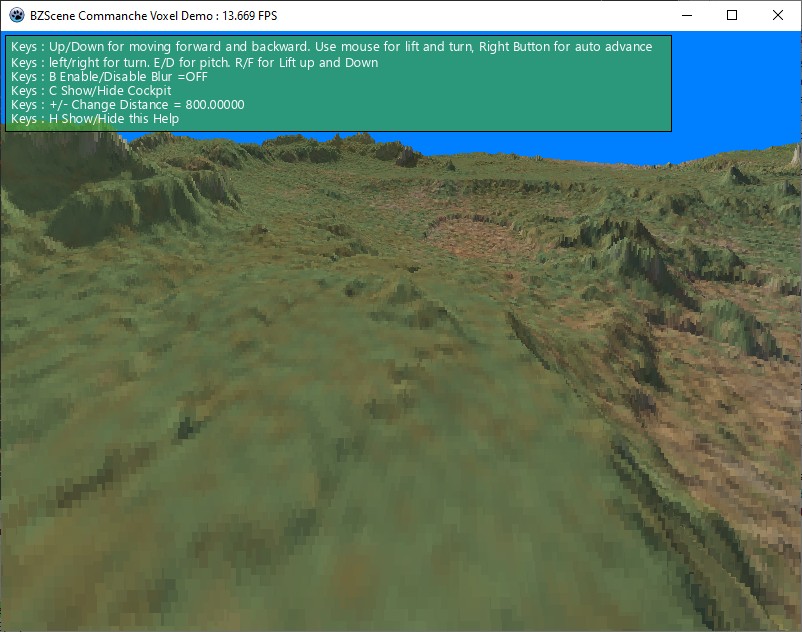 BZScene Commanche Voxel Demo : 13.669 FPS
Keys : Up/Down for moving forward and backward. Use mouse for lift and turn, Right Button for auto advance
Keys : left/right for turn. E/D for pitch. R/F for Lift up and Down
Keys : B Enable/Disable Blur =OFF
Keys : C Show/Hide Cockpit
Keys : +/- Change Distance = 800.00000
Keys : H Show/Hide this Help